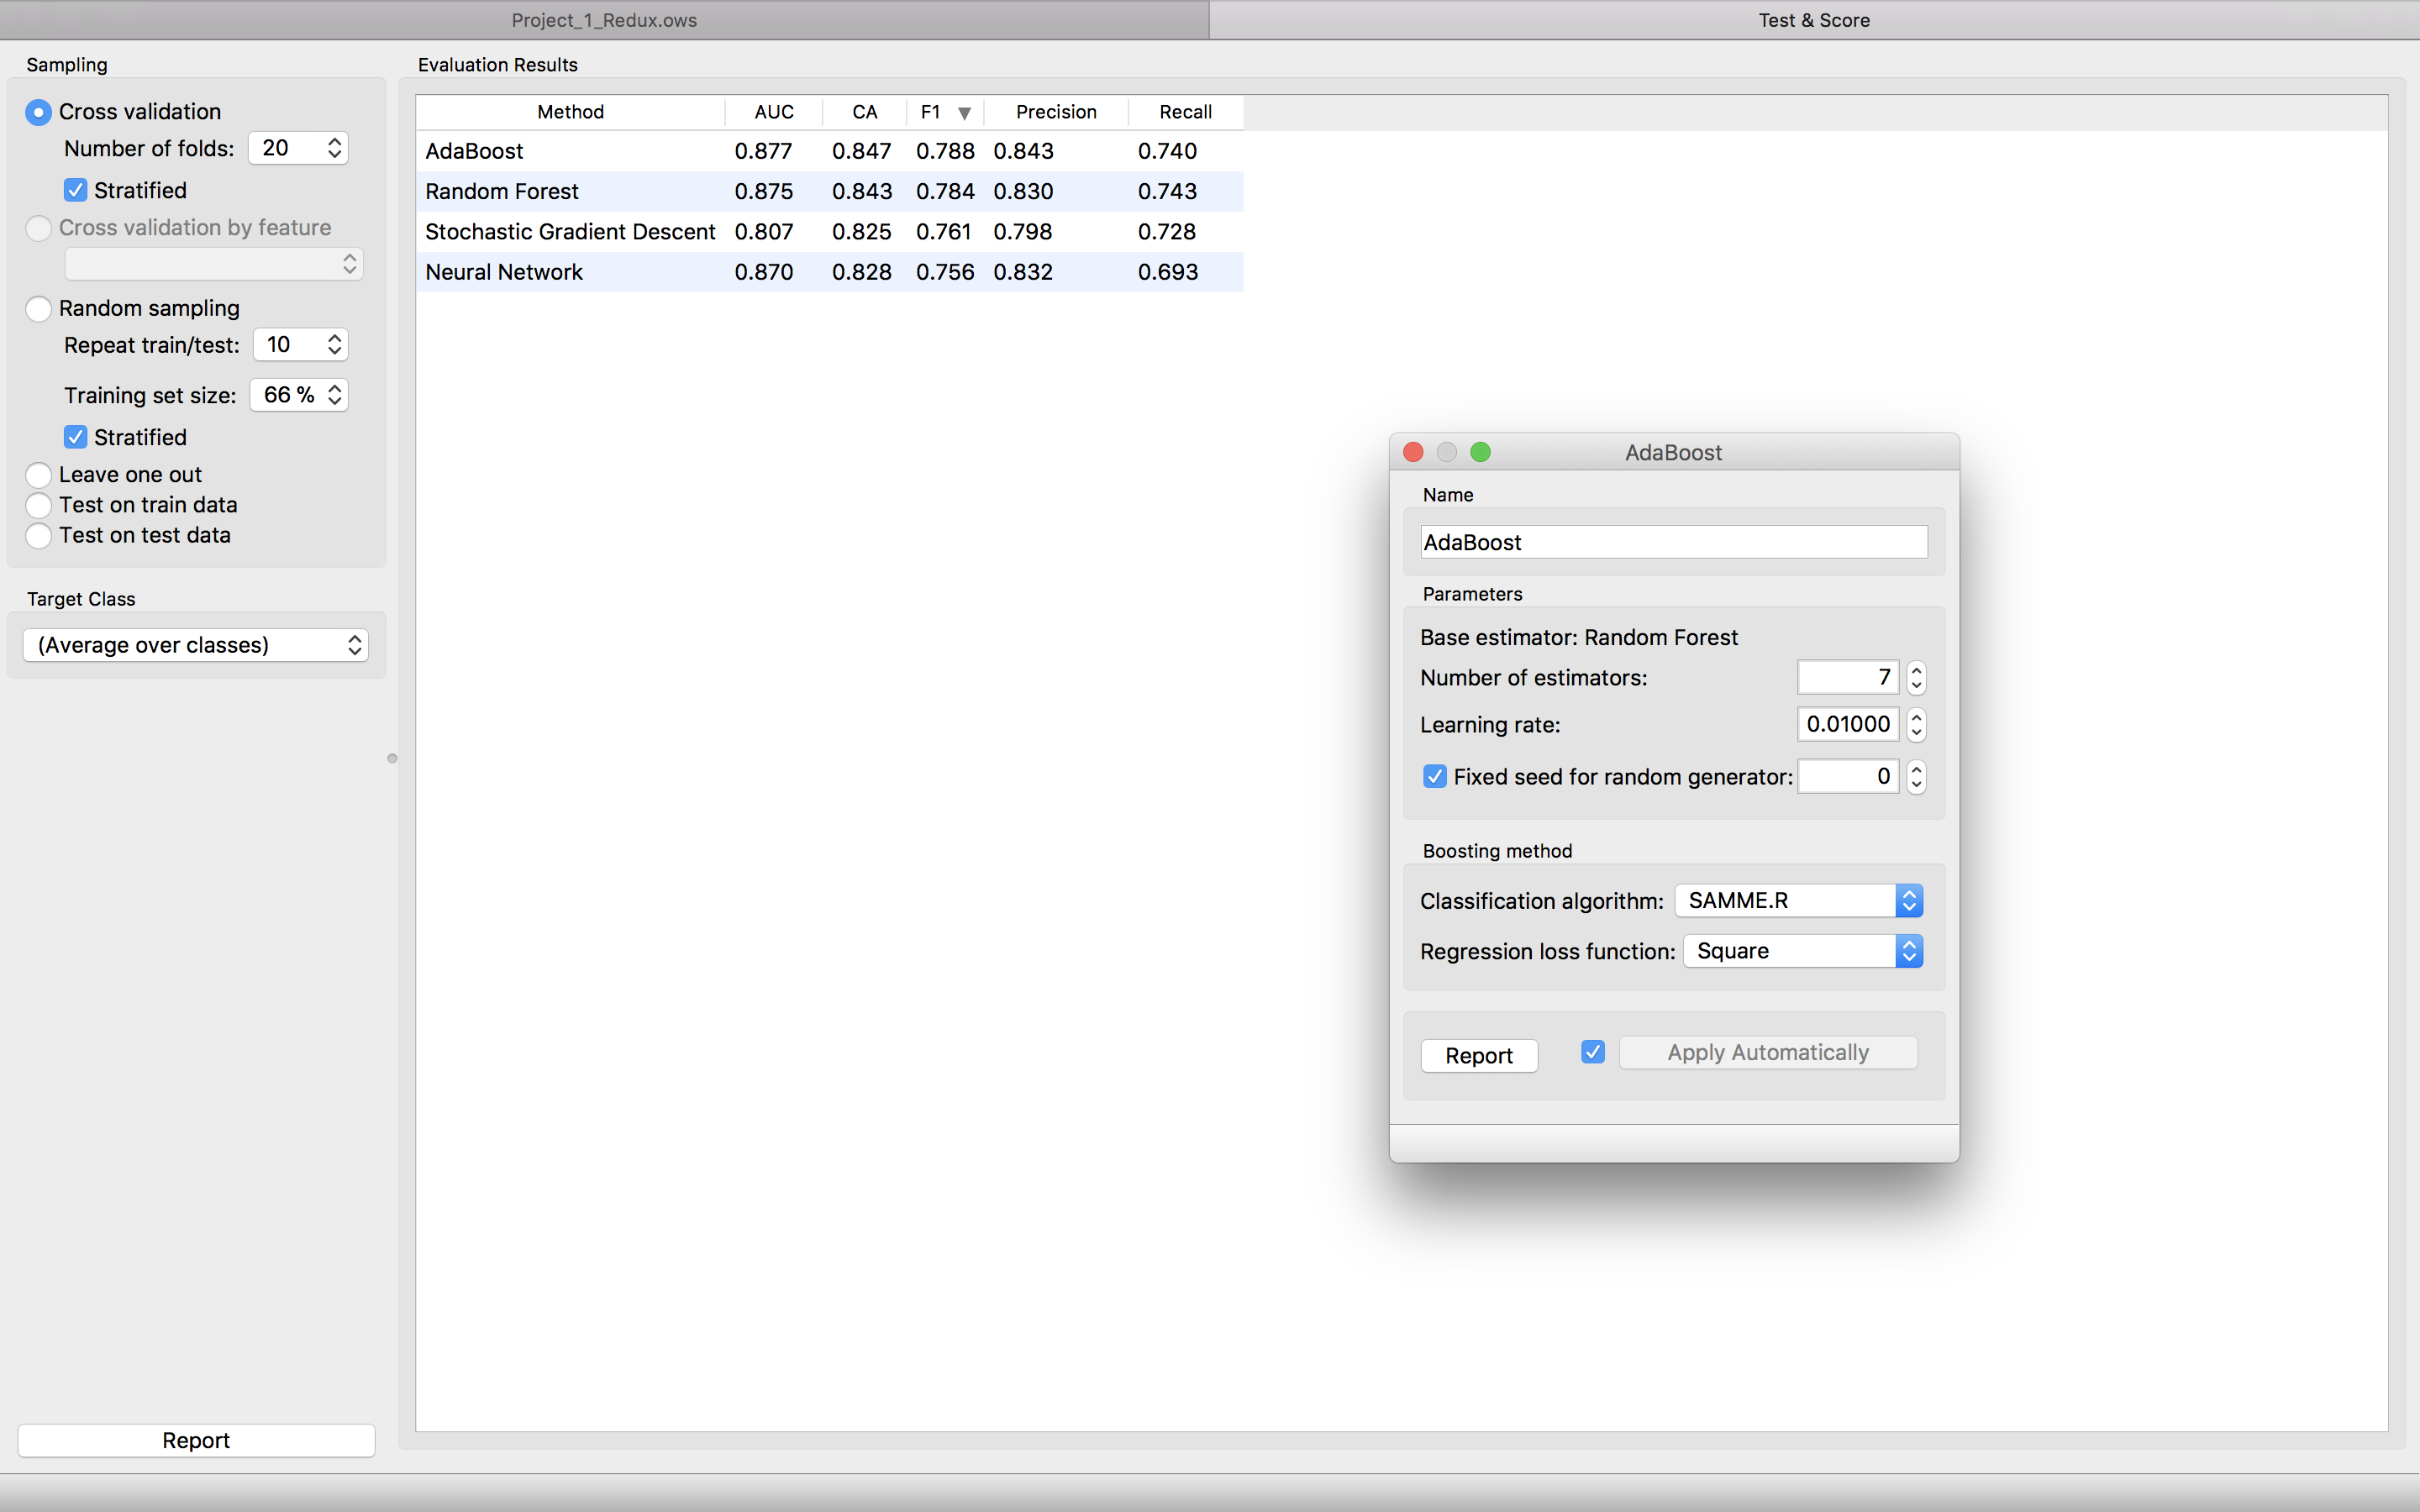 Project_1_Redux.ows
Test & Score
Sampling
Cross validation
Number of folds: 20
Stratified
Cross validation by feature
Random sampling
Repeat train/test: 10
Training set size: 66 %
Stratified
Leave one out
Test on train data
Test on test data
Target Class
(Average over classes)
Report
Evaluation Results
Method AUC CA F1 Precision Recall
AdaBoost 0.877 0.847 0.788 0.843 0.740
Random Forest 0.875 0.843 0.784 0.830 0.743
Stochastic Gradient Descent 0.807 0.825 0.761 0.798 0.728
Neural Network 0.870 0.828 0.756 0.832 0.693
AdaBoost
Name
AdaBoost
Parameters
Base estimator: Random Forest
Number of estimators: 7
Learning rate: 0.01000
Fixed seed for random generator: 0
Boosting method
Classification algorithm: SAMME.R
Regression loss function: Square
Report
Apply Automatically